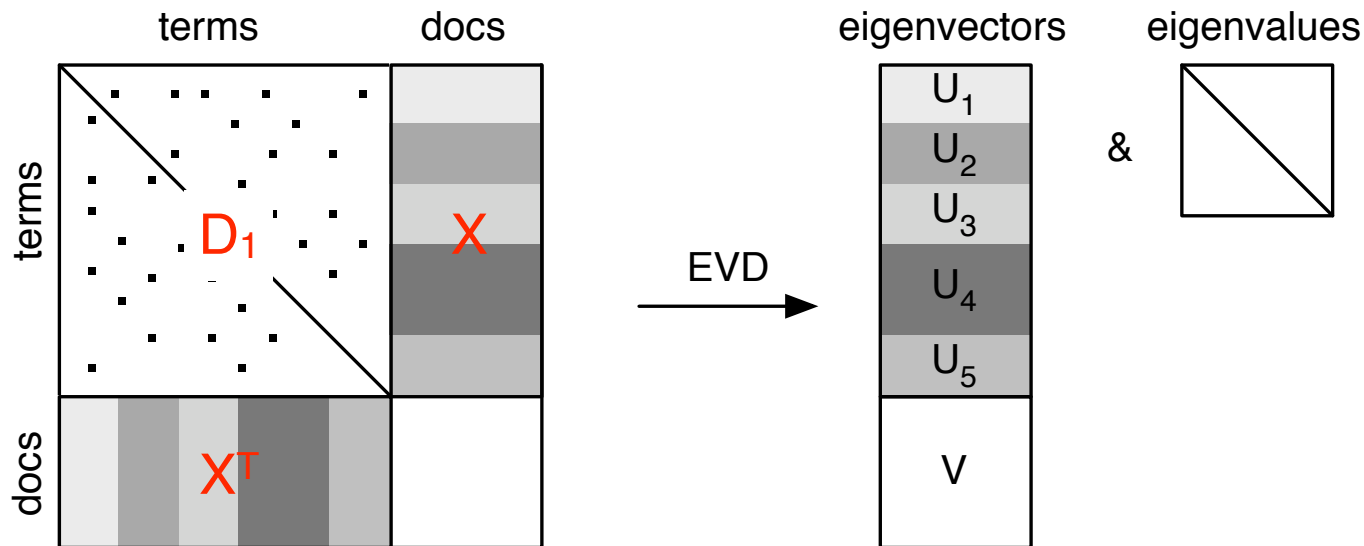 terms docs eigenvectors eigenvalues
U1
U2 &
terms D1 X U3
EVD U4
U5
docs XT V